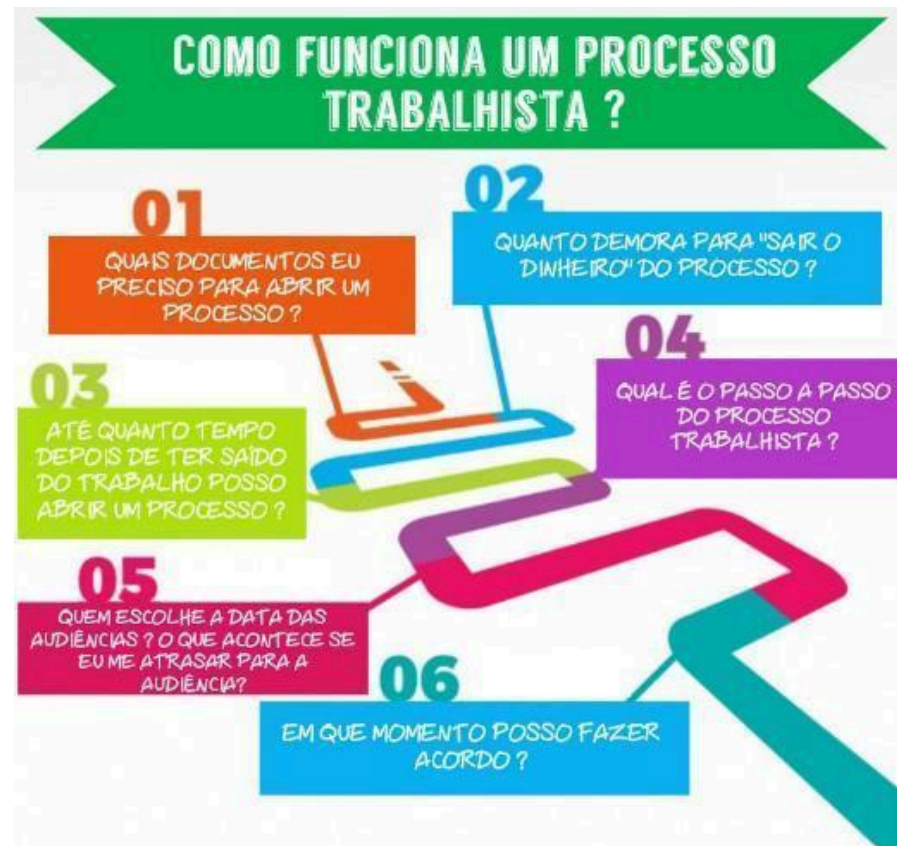 COMO FUNCIONA UM PROCESSO
TRABALHISTA ?
01
QUAIS DOCUMENTOS EU
PRECISO PARA ABRIR UM
PROCESSO ?
02
QUANTO DEMORA PARA "SAIR O
DINHEIRO" DO PROCESSO ?
03
ATÉ QUANTO TEMPO
DEPOIS DE TER SAÍDO
DO TRABALHO POSSO
ABRIR UM PROCESSO ?
04
QUAL É O PASSO A PASSO
DO PROCESSO
TRABALHISTA ?
05
QUEM ESCOLHE A DATA DAS
AUDIÊNCIAS ? O QUE ACONTECE SE
EU ME ATRASAR PARA A
AUDIÊNCIA?
06
EM QUE MOMENTO POSSO FAZER
ACORDO ?